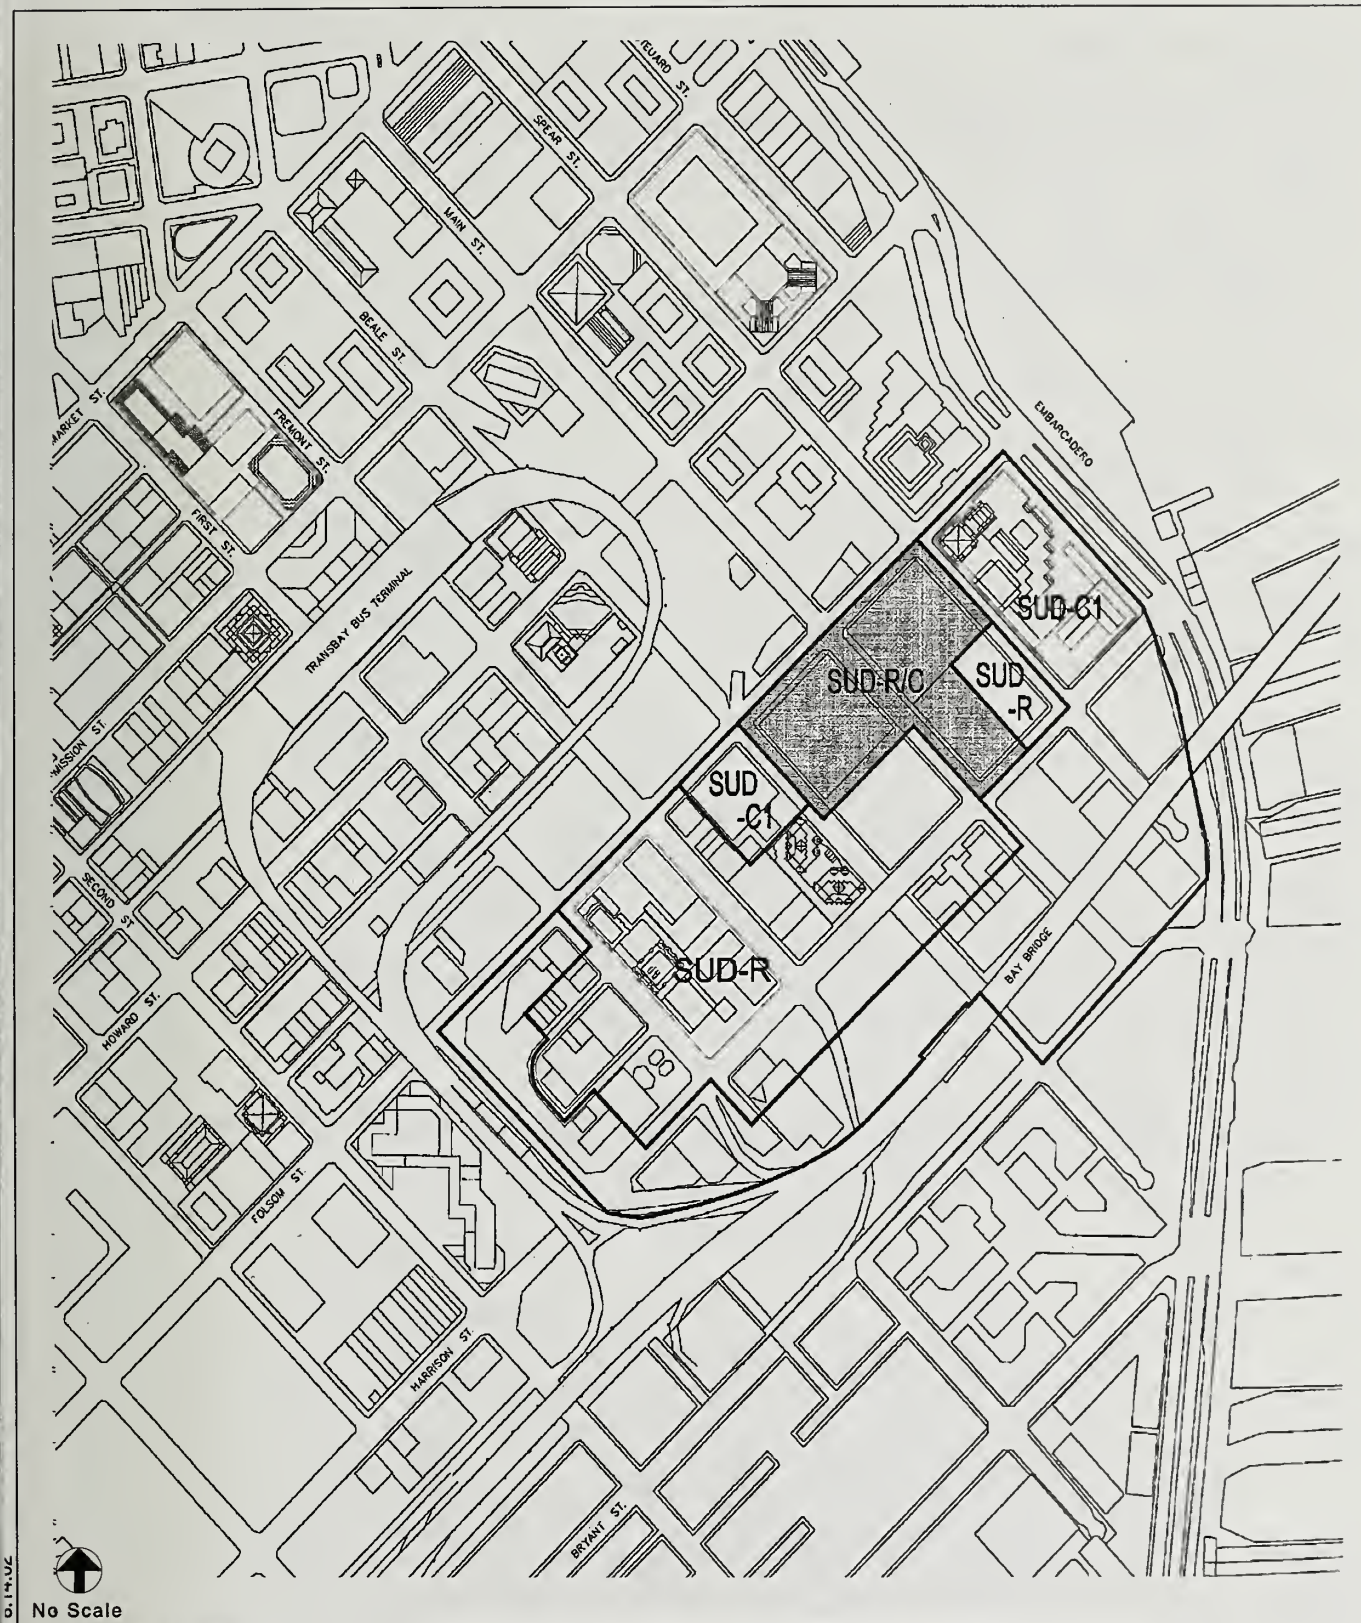 TEUARD ST.
SPEAR ST.
MAIN ST.
BEALE ST.
FREMONT ST.
MARKET ST.
FIRST ST.
EMBARCADERO
TRANSBAY BUS TERMINAL
SUD-C1
SUD-R/C
SUD
-R
SUD
-C1
MISSION ST.
SECOND ST
SUD-R
BAY BRIDGE
HOWARD ST.
FOLSOM ST.
HARRISON ST.
BRYANT ST.
No Scale